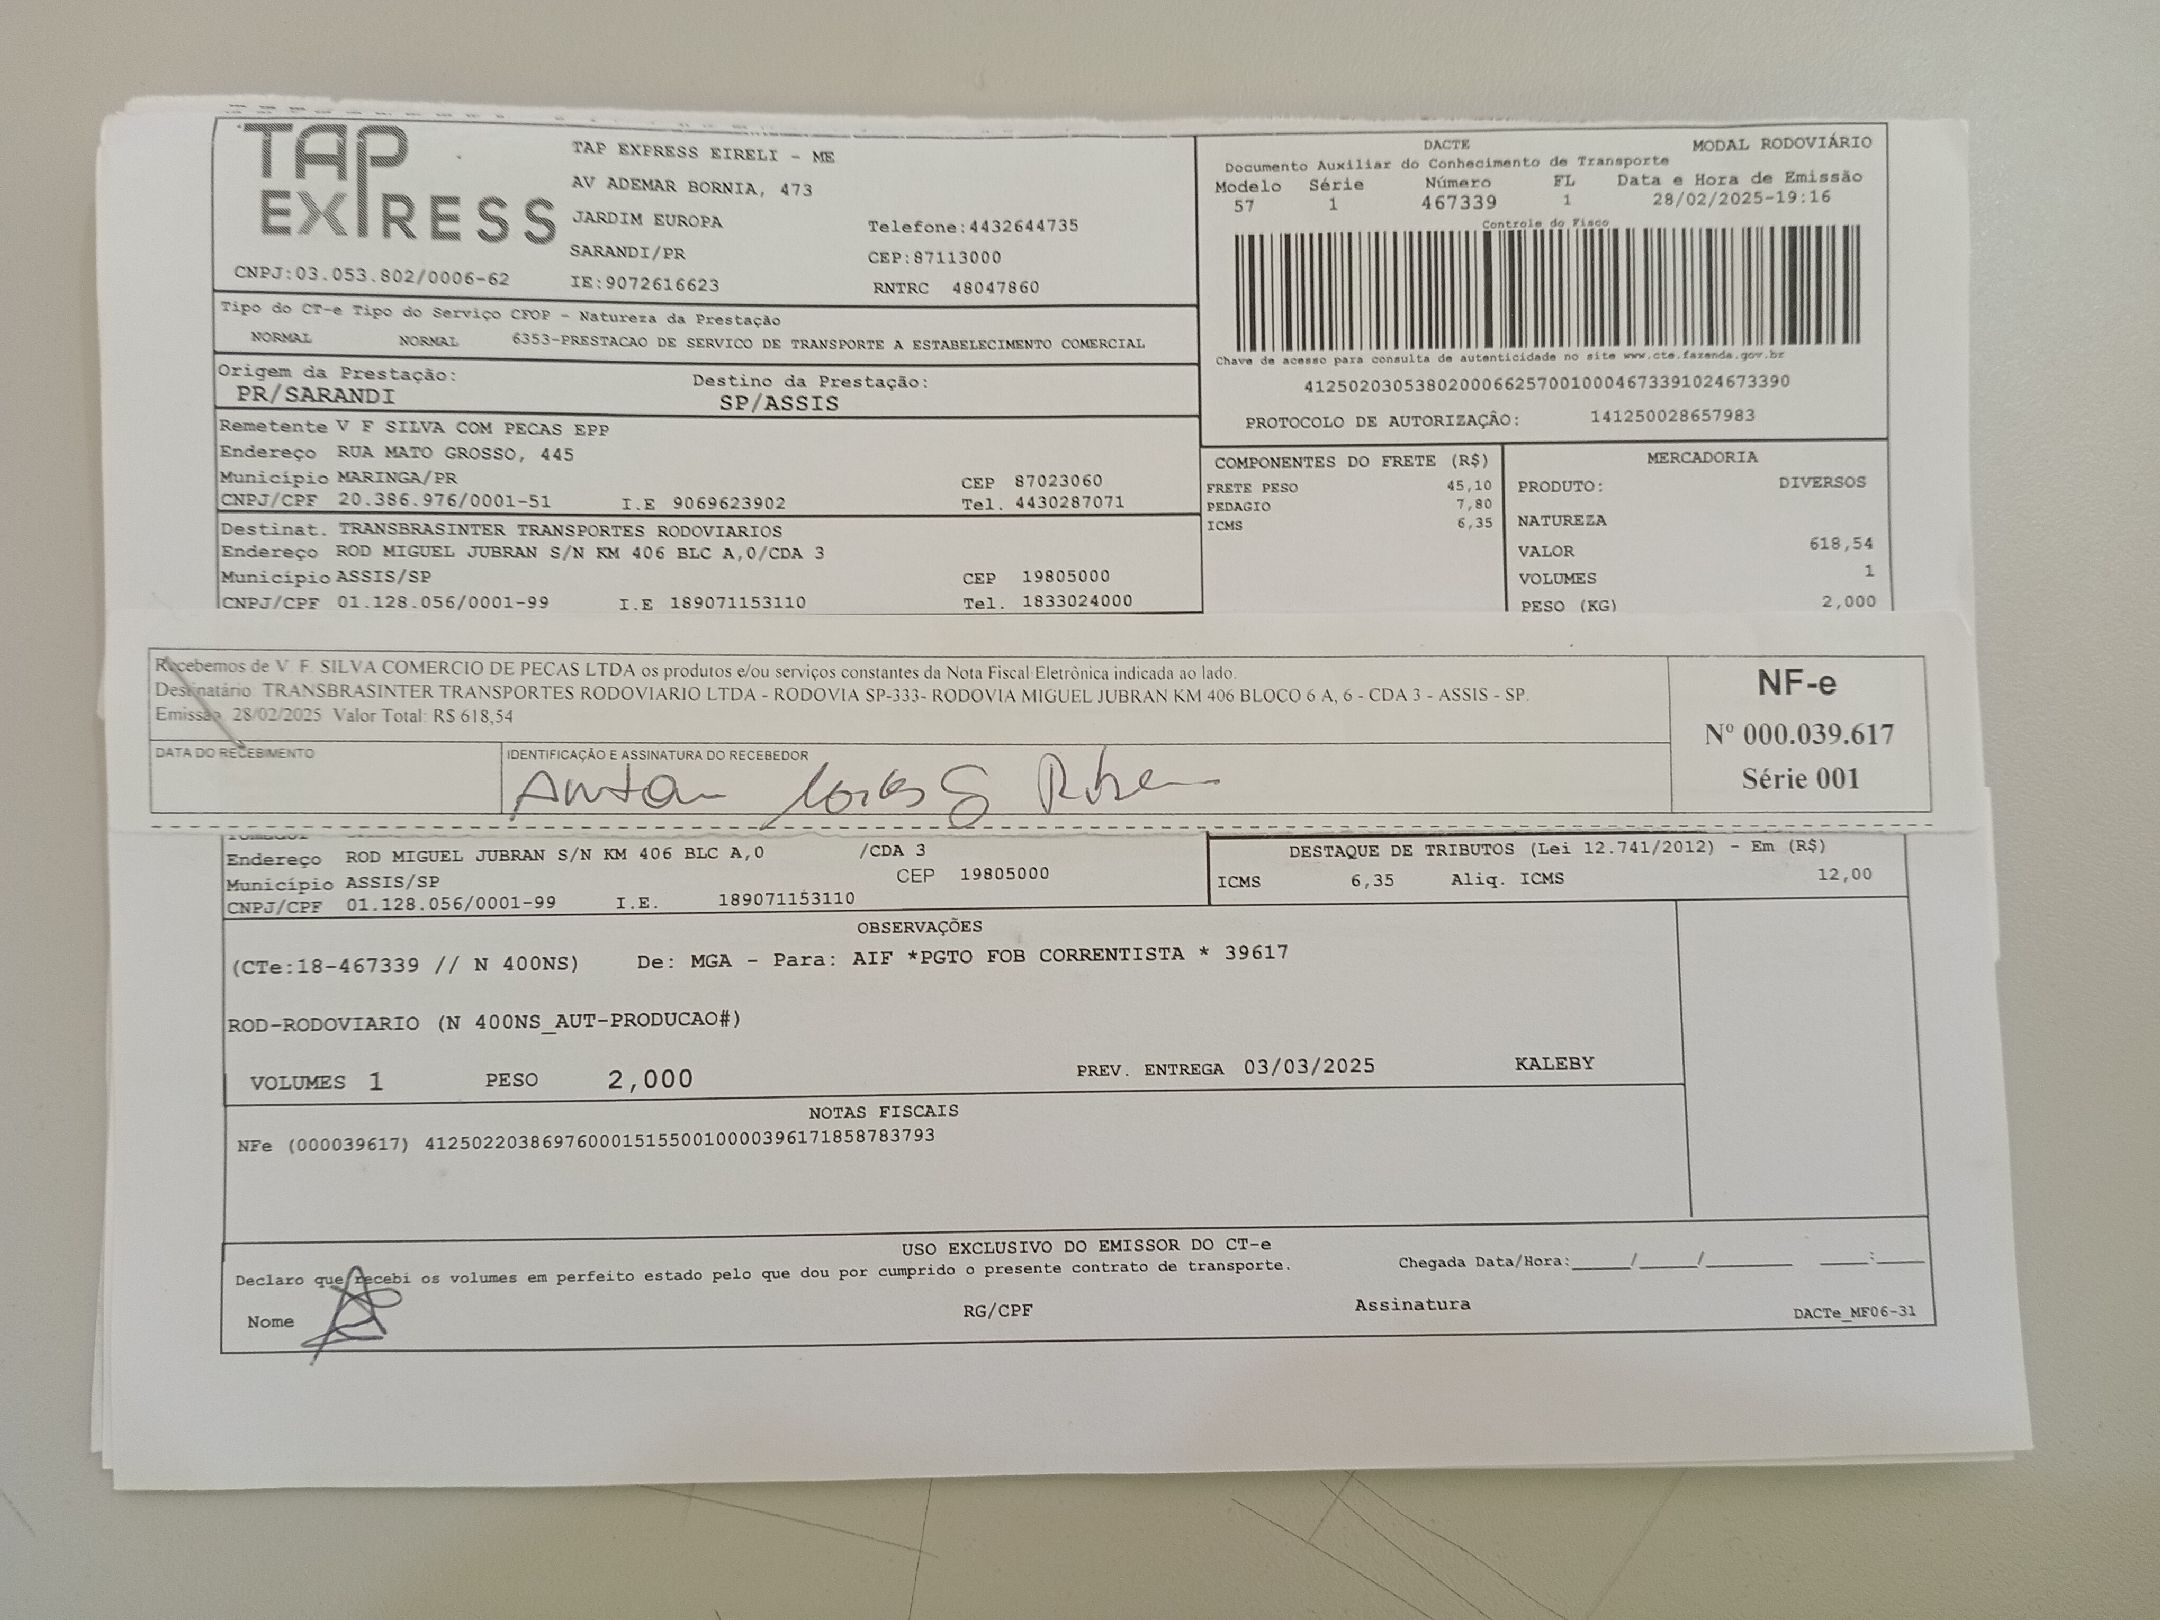 TAP EXPRESS
TAP EXPRESS EIRELI - ME
AV ADEMAR BORNIA, 473
JARDIM EUROPA Telefone:4432644735
SARANDI/PR CEP:87113000
CNPJ:03.053.802/0006-62 IE:9072616623 RNTRC 48047860
DACTE MODAL RODOVIÁRIO
Documento Auxiliar do Conhecimento de Transporte
Modelo Série Número FL Data e Hora de Emissão
57 1 467339 1 28/02/2025-19:16
Controle do Fisco
Chave de acesso para consulta de autenticidade no site www.cte.fazenda.gov.br
41250203053802000662570010004673391024673390
PROTOCOLO DE AUTORIZAÇÂO: 141250028657983
Tipo do CT-e Tipo do Serviço CFOP - Natureza da Prestação
NORMAL NORMAL 6353-PRESTACAO DE SERVICO DE TRANSPORTE A ESTABELECIMENTO COMERCIAL
Origem da Prestação: Destino da Prestação:
PR/SARANDI SP/ASSIS
Remetente V F SILVA COM PECAS EPP
Endereço RUA MATO GROSSO, 445
Município MARINGA/PR CEP 87023060
CNPJ/CPF 20.386.976/0001-51 I.E 9069623902 Tel. 4430287071
Destinat. TRANSBRASINTER TRANSPORTES RODOVIARIOS
Endereço ROD MIGUEL JUBRAN S/N KM 406 BLC A,0/CDA 3
Município ASSIS/SP CEP 19805000
CNPJ/CPF 01.128.056/0001-99 I.E 189071153110 Tel. 1833024000
COMPONENTES DO FRETE (R$)
FRETE PESO 45,10
PEDAGIO 7,80
ICMS 6,35
MERCADORIA
PRODUTO: DIVERSOS
NATUREZA
VALOR 618,54
VOLUMES 1
PESO (KG) 2,000
Recebemos de V. F. SILVA COMERCIO DE PECAS LTDA os produtos e/ou serviços constantes da Nota Fiscal Eletrônica indicada ao lado.
Destinatário: TRANSBRASINTER TRANSPORTES RODOVIARIO LTDA - RODOVIA SP-333- RODOVIA MIGUEL JUBRAN KM 406 BLOCO 6 A, 6 - CDA 3 - ASSIS - SP.
Emissão: 28/02/2025 Valor Total: R$ 618,54
DATA DO RECEBIMENTO IDENTIFICAÇÃO E ASSINATURA DO RECEBEDOR
NF-e
Nº 000.039.617
Série 001
Endereço ROD MIGUEL JUBRAN S/N KM 406 BLC A,0 /CDA 3
Município ASSIS/SP CEP 19805000
CNPJ/CPF 01.128.056/0001-99 I.E. 189071153110
DESTAQUE DE TRIBUTOS (Lei 12.741/2012) - Em (R$)
ICMS 6,35 Aliq. ICMS 12,00
OBSERVAÇÕES
(CTe:18-467339 // N 400NS) De: MGA - Para: AIF *PGTO FOB CORRENTISTA * 39617
ROD-RODOVIARIO (N 400NS_AUT-PRODUCAO#)
VOLUMES 1 PESO 2,000 PREV. ENTREGA 03/03/2025 KALEBY
NOTAS FISCAIS
NFe (000039617) 41250220386976000151550010000396171858783793
USO EXCLUSIVO DO EMISSOR DO CT-e
Declaro que recebi os volumes em perfeito estado pelo que dou por cumprido o presente contrato de transporte. Chegada Data/Hora:____/____/______ ____:____
Nome RG/CPF Assinatura DACTe_MF06-31